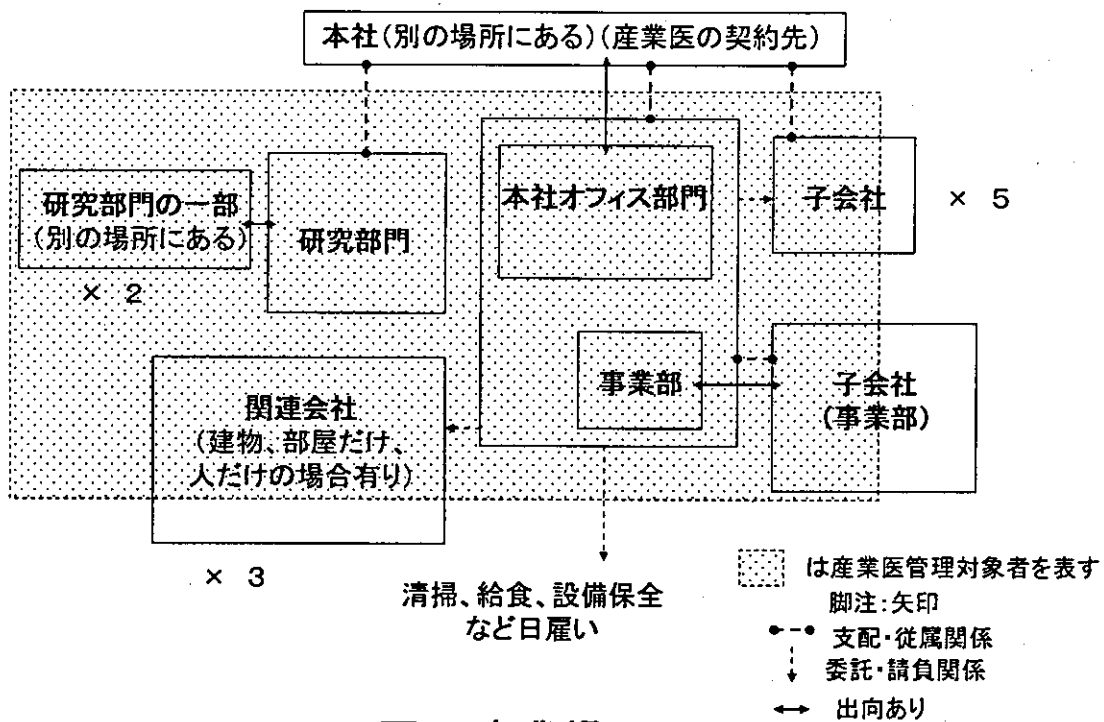 本社(別の場所にある)(産業医の契約先)
研究部門の一部
(別の場所にある)
× 2
研究部門
本社オフィス部門
子会社
× 5
事業部
子会社
(事業部)
関連会社
(建物、部屋だけ、
人だけの場合有り)
× 3
清掃、給食、設備保全
など日雇い
は産業医管理対象者を表す
脚注:矢印
支配・従属関係
委託・請負関係
出向あり